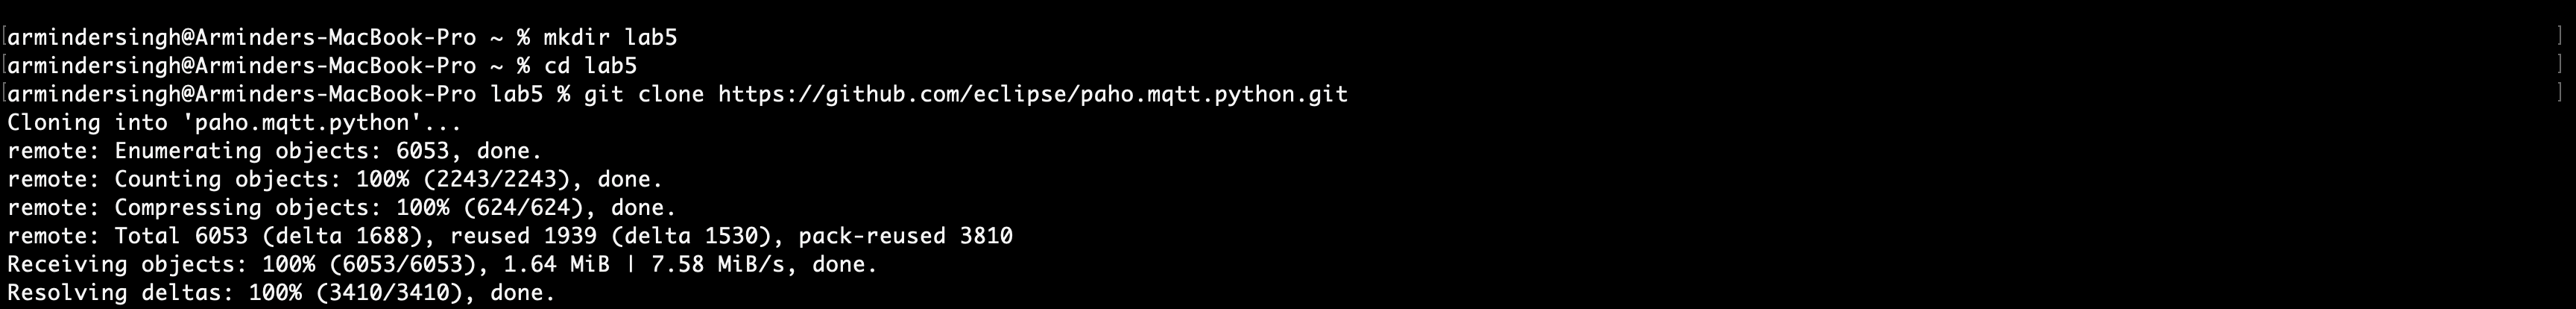 [armindersingh@Arminders-MacBook-Pro ~ % mkdir lab5 ]
[armindersingh@Arminders-MacBook-Pro ~ % cd lab5 ]
[armindersingh@Arminders-MacBook-Pro lab5 % git clone https://github.com/eclipse/paho.mqtt.python.git ]
Cloning into 'paho.mqtt.python'...
remote: Enumerating objects: 6053, done.
remote: Counting objects: 100% (2243/2243), done.
remote: Compressing objects: 100% (624/624), done.
remote: Total 6053 (delta 1688), reused 1939 (delta 1530), pack-reused 3810
Receiving objects: 100% (6053/6053), 1.64 MiB | 7.58 MiB/s, done.
Resolving deltas: 100% (3410/3410), done.